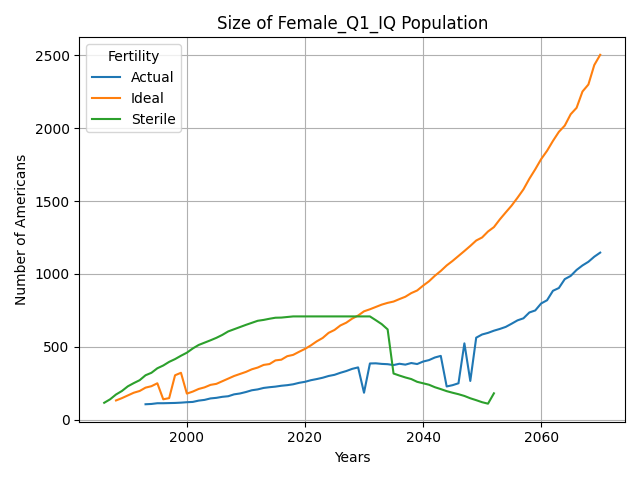 Size of Female_Q1_IQ Population
Fertility
Actual
Ideal
Sterile
2500
2000
1500
1000
500
0
Number of Americans
2000
2020
2040
2060
Years